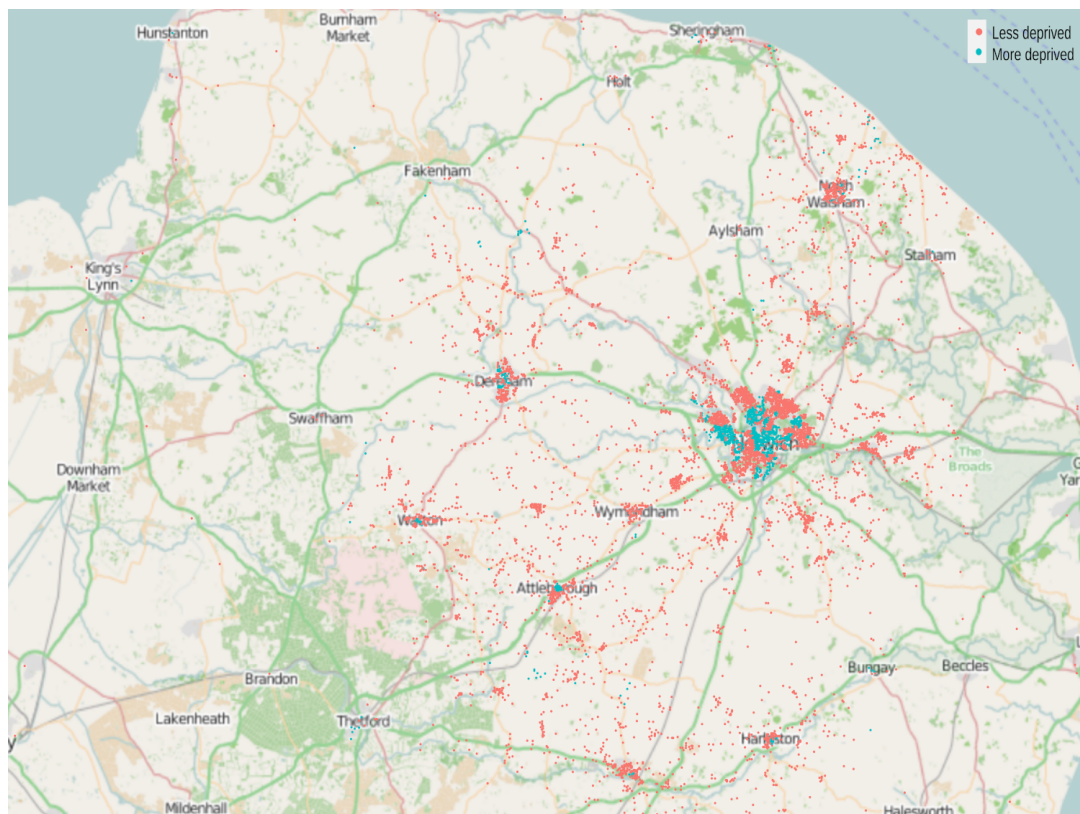 Burnham
Market
Hunstanton
Sheringham
Less deprived
More deprived
Holt
Fakenham
North
Walsham
Aylsham
Stalham
King's
Lynn
Dereham
Swaffham
The
Broads
Downham
Market
Watton
Wymondham
Attleborough
Brandon
Bungay
Beccles
Lakenheath
Thetford
Harleston
Mildenhall
Halesworth